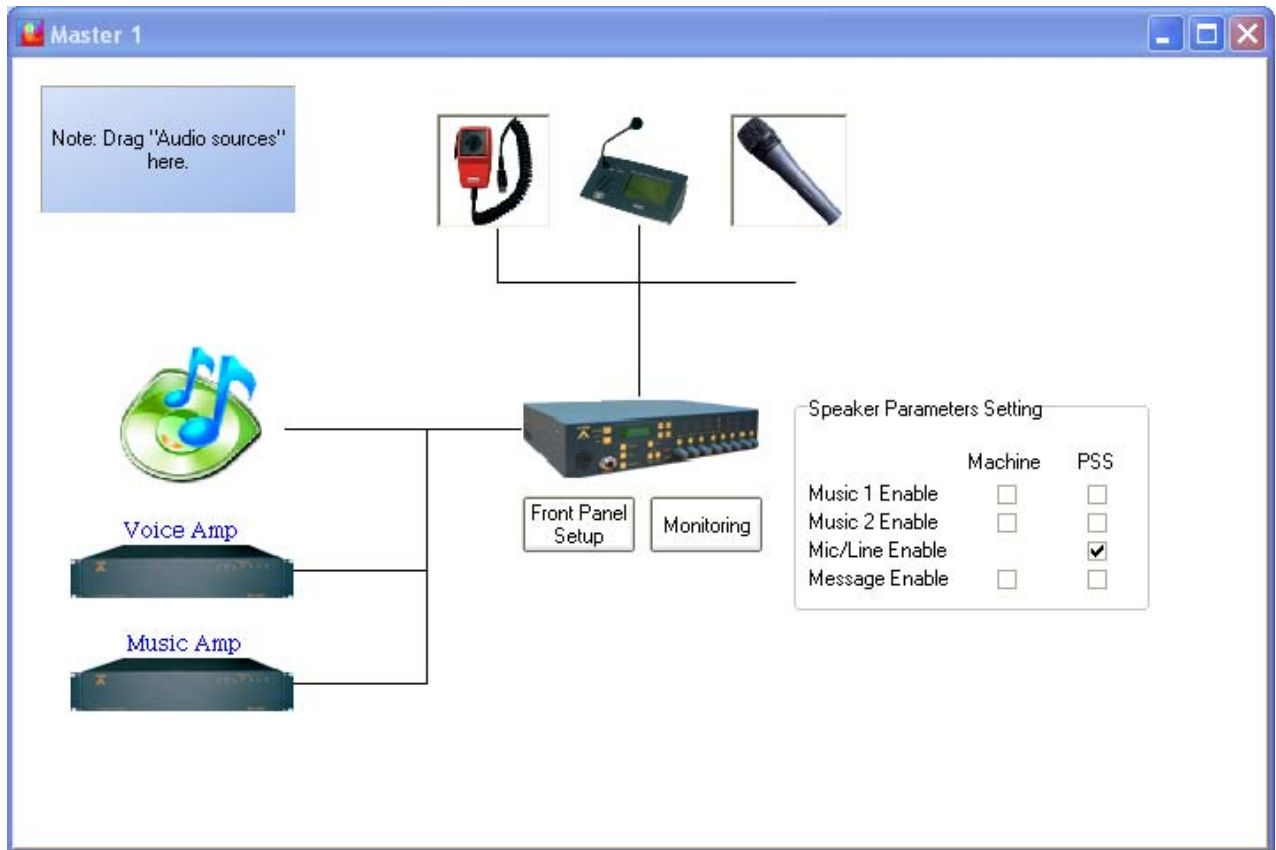 Master 1
Note: Drag "Audio sources"
here.
Voice Amp
Music Amp
Front Panel
Setup
Monitoring
Speaker Parameters Setting
Machine PSS
Music 1 Enable
Music 2 Enable
Mic/Line Enable
Message Enable